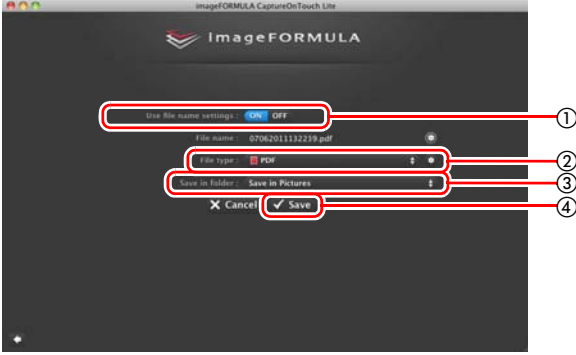 imageFORMULA CaptureOnTouch Lite
imageFORMULA
Use file name settings : ON OFF ①
File name : 07062011132219.pdf
File type : PDF ②
Save in folder : Save in Pictures ③
Cancel Save ④